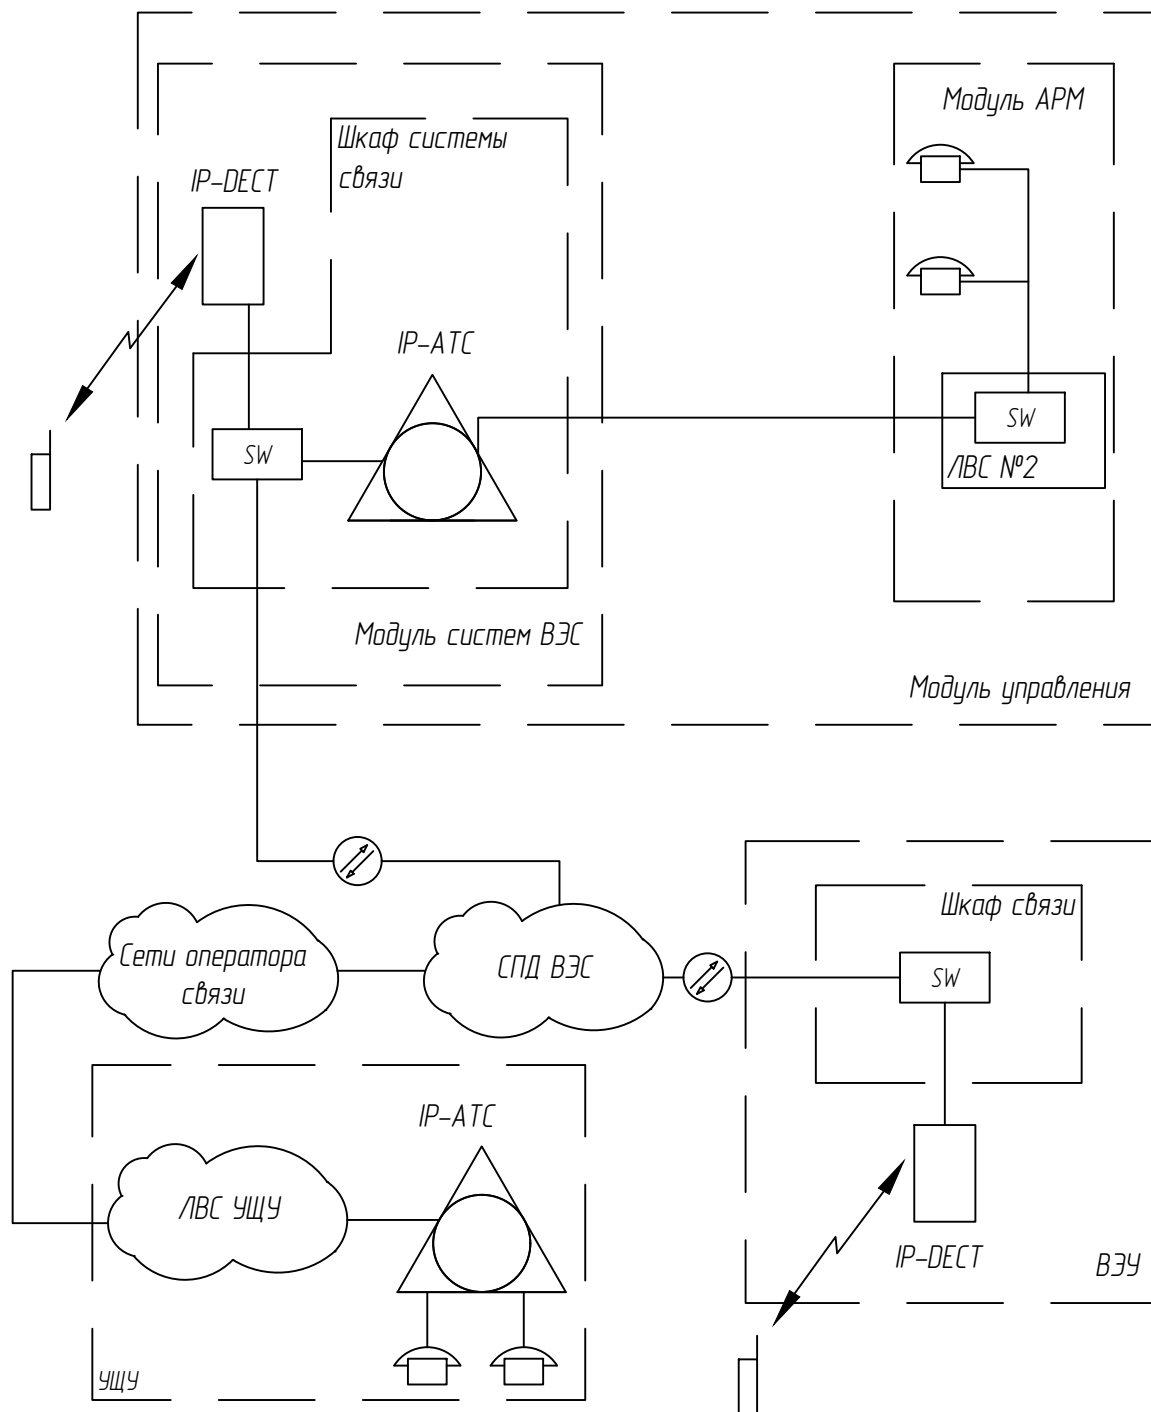 Модуль АРМ
Шкаф системы
связи
IP-DECT
IP-АТС
SW
SW
ЛВС №2
Модуль систем ВЭС
Модуль управления
Шкаф связи
Сети оператора
связи
СПД ВЭС
SW
IP-АТС
ЛВС УЩУ
IP-DECT
ВЭУ
УЩУ